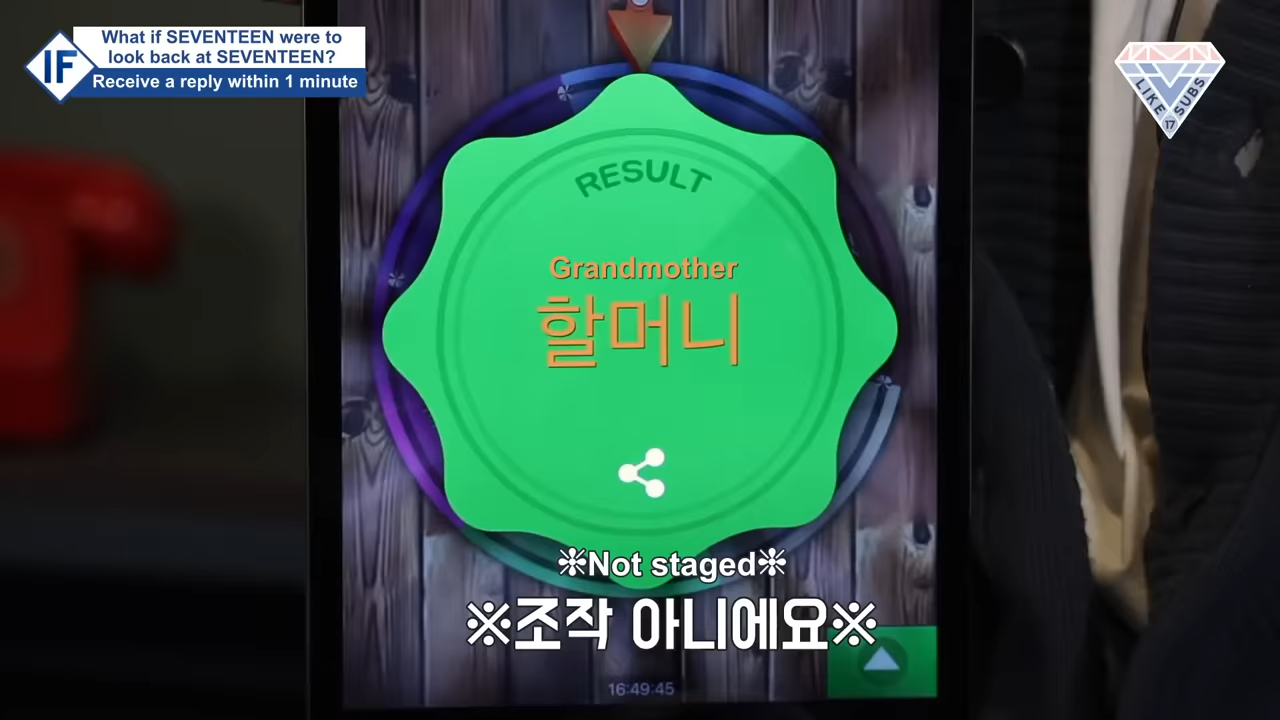 IF
What if SEVENTEEN were to
look back at SEVENTEEN?
Receive a reply within 1 minute
LIKE 17 SUBS
RESULT
Grandmother
할머니
❊Not staged❊
※조작 아니에요※
16:49:45